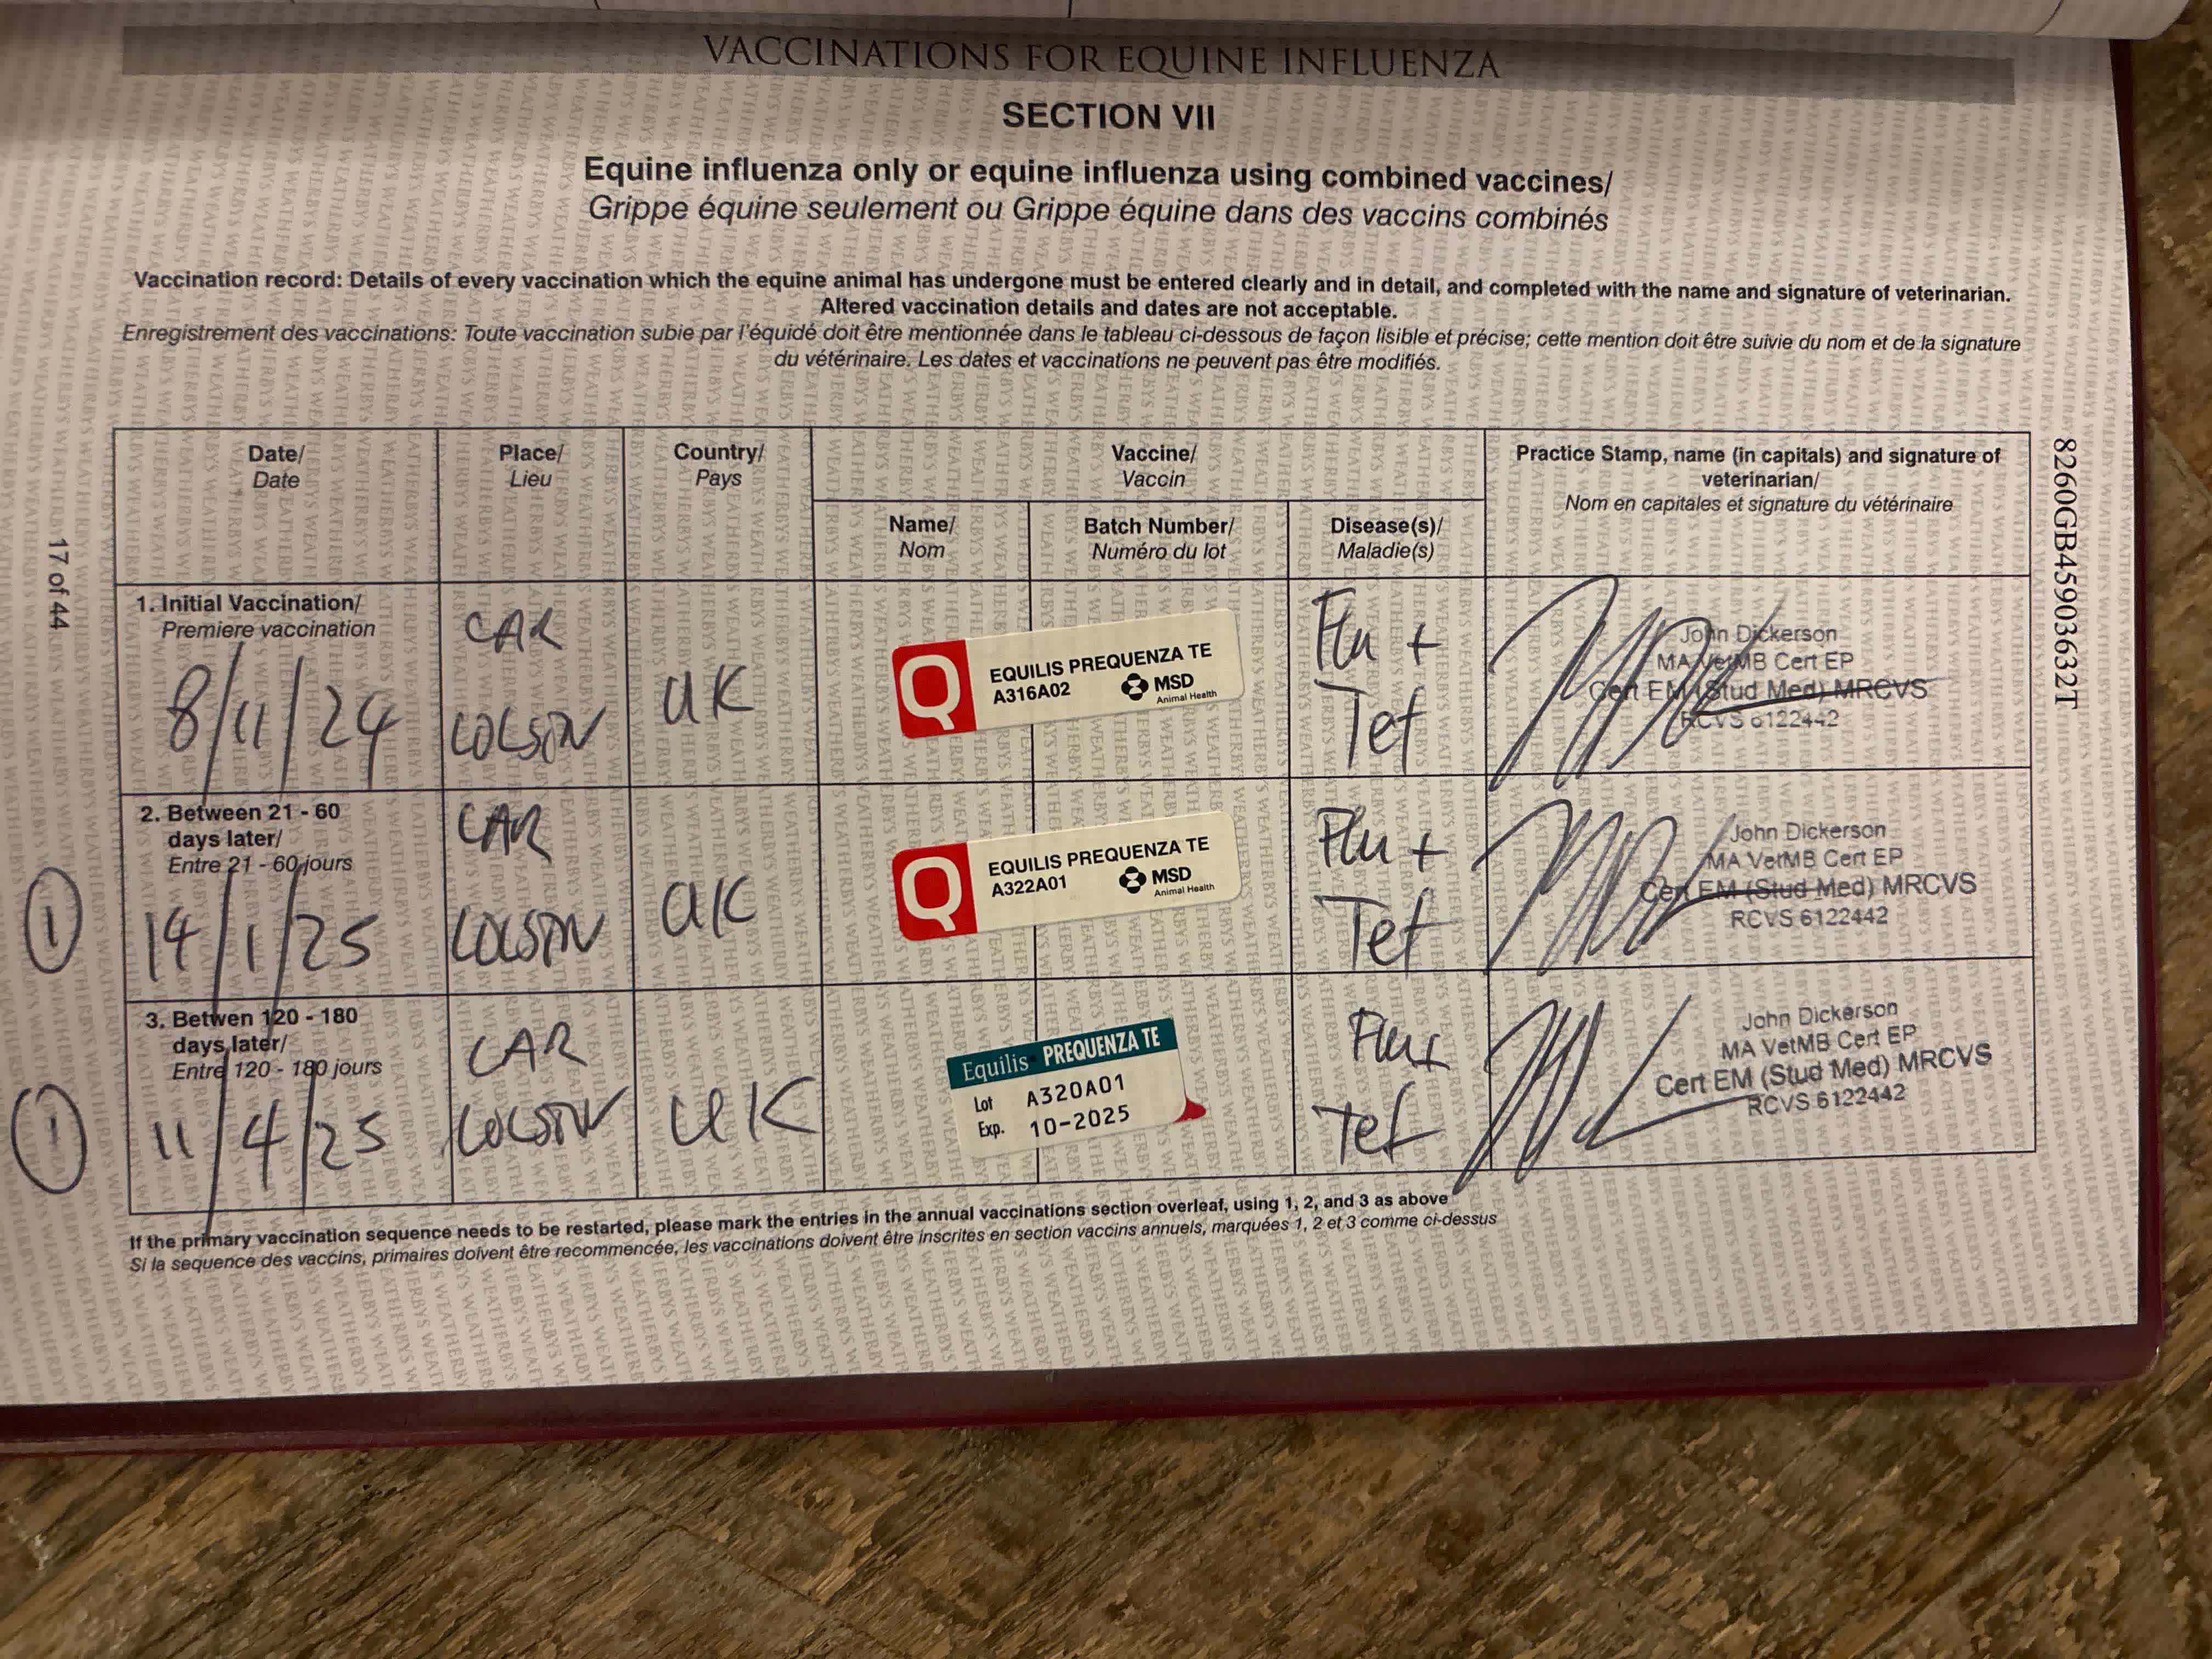 VACCINATIONS FOR EQUINE INFLUENZA
SECTION VII
Equine influenza only or equine influenza using combined vaccines/
Grippe équine seulement ou Grippe équine dans des vaccins combinés
Vaccination record: Details of every vaccination which the equine animal has undergone must be entered clearly and in detail, and completed with the name and signature of veterinarian.
Altered vaccination details and dates are not acceptable.
Enregistrement des vaccinations: Toute vaccination subie par l'équidé doit être mentionnée dans le tableau ci-dessous de façon lisible et précise; cette mention doit être suivie du nom et de la signature
du vétérinaire. Les dates et vaccinations ne peuvent pas être modifiés.
Date/
Date
Place/
Lieu
Country/
Pays
Vaccine/
Vaccin
Name/
Nom
Batch Number/
Numéro du lot
Disease(s)/
Maladie(s)
Practice Stamp, name (in capitals) and signature of
veterinarian/
Nom en capitales et signature du vétérinaire
1. Initial Vaccination/
Premiere vaccination
8/11/24
CAR
COLSTON
UK
Q
EQUILIS PREQUENZA TE
A316A02
MSD
Animal Health
Flu +
Tet
John Dickerson
MA VetMB Cert EP
Cert EM (Stud Med) MRCVS
RCVS 6122442
2. Between 21 - 60
days later/
Entre 21 - 60 jours
1
14/1/25
CAR
COLSTON
UK
Q
EQUILIS PREQUENZA TE
A322A01
MSD
Animal Health
Flu +
Tet
John Dickerson
MA VetMB Cert EP
Cert EM (Stud Med) MRCVS
RCVS 6122442
3. Betwen 120 - 180
days later/
Entre 120 - 180 jours
1
11/4/25
CAR
COLSTON
UK
Equilis PREQUENZA TE
Lot A320A01
Exp. 10-2025
Flu +
Tet
John Dickerson
MA VetMB Cert EP
Cert EM (Stud Med) MRCVS
RCVS 6122442
If the primary vaccination sequence needs to be restarted, please mark the entries in the annual vaccinations section overleaf, using 1, 2, and 3 as above
Si la sequence des vaccins, primaires doivent être recommencée, les vaccinations doivent être inscrites en section vaccins annuels, marquées 1, 2 et 3 comme ci-dessus
17 of 44
8260GB45903632T
WEATHERBYS